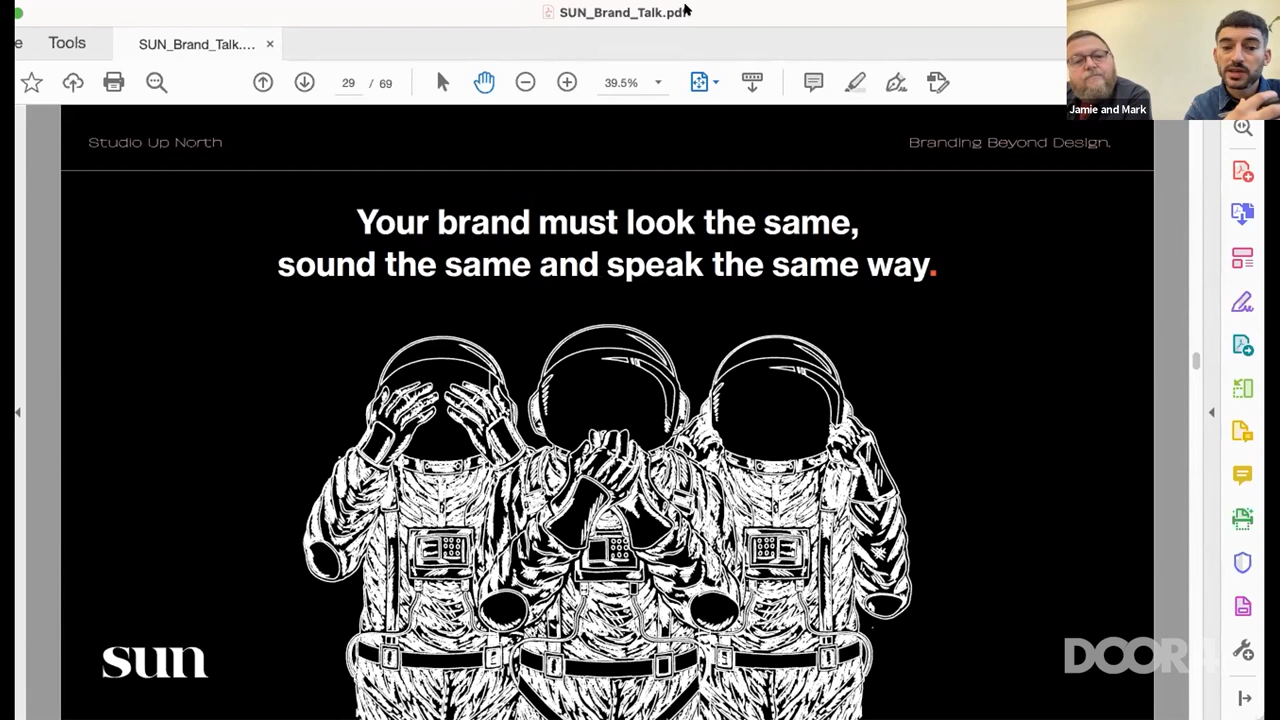 SUN_Brand_Talk.pdf
e
Tools
SUN_Brand_Talk....
29 / 69
39.5%
Jamie and Mark
Studio Up North
Branding Beyond Design.
Your brand must look the same,
sound the same and speak the same way.
sun
DOOR4